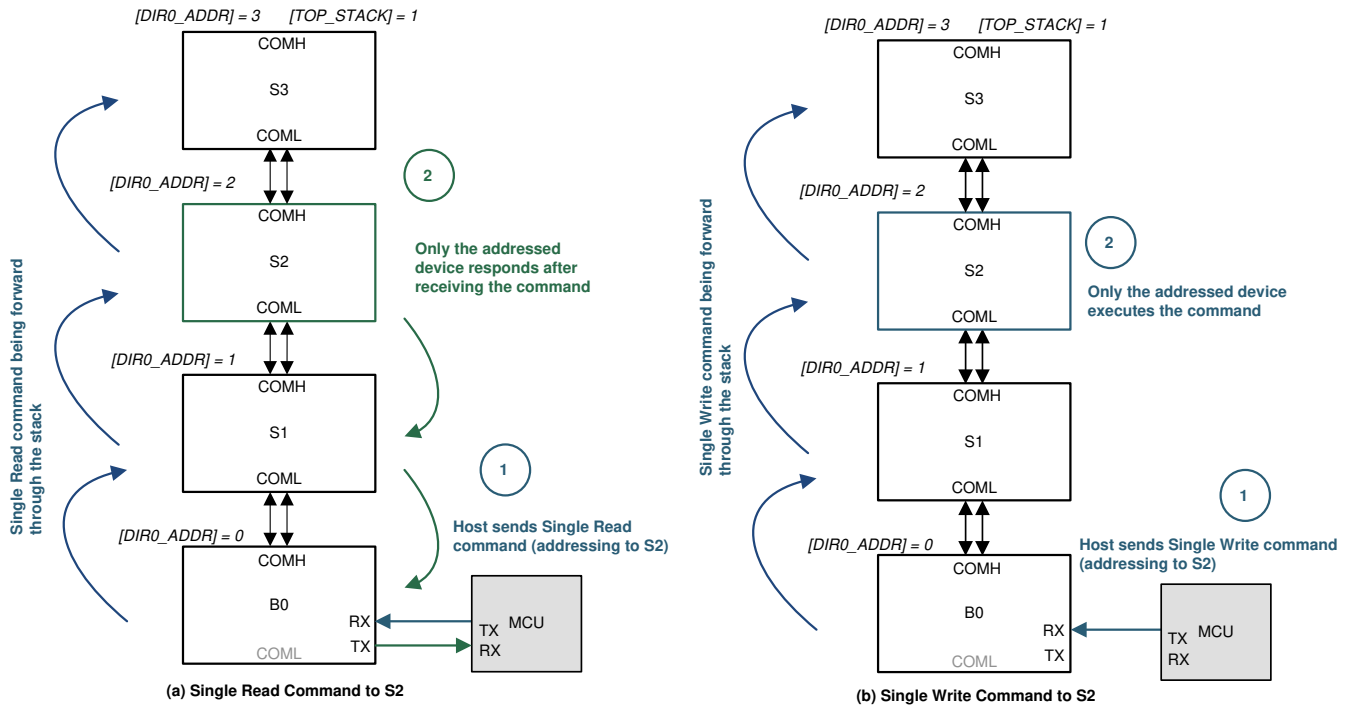 [DIR0_ADDR] = 3 [TOP_STACK] = 1
COMH
S3
COML
[DIR0_ADDR] = 2
COMH
S2
COML
[DIR0_ADDR] = 1
COMH
S1
COML
[DIR0_ADDR] = 0
COMH
B0
RX
TX
COML
TX
RX
MCU
Single Read command being forward
through the stack
2
Only the addressed
device responds after
receiving the command
1
Host sends Single Read
command (addressing to S2)
(a) Single Read Command to S2
[DIR0_ADDR] = 3 [TOP_STACK] = 1
COMH
S3
COML
[DIR0_ADDR] = 2
COMH
S2
COML
[DIR0_ADDR] = 1
COMH
S1
COML
[DIR0_ADDR] = 0
COMH
B0
RX
TX
COML
TX
RX
MCU
Single Write command being forward
through the stack
2
Only the addressed device
executes the command
1
Host sends Single Write command
(addressing to S2)
(b) Single Write Command to S2